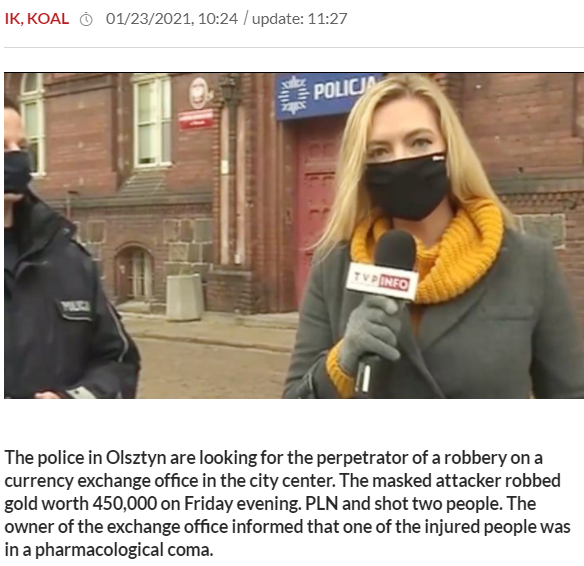 IK, KOAL 01/23/2021, 10:24 / update: 11:27
POLICJA
POLICJA
TVP INFO
The police in Olsztyn are looking for the perpetrator of a robbery on a
currency exchange office in the city center. The masked attacker robbed
gold worth 450,000 on Friday evening. PLN and shot two people. The
owner of the exchange office informed that one of the injured people was
in a pharmacological coma.